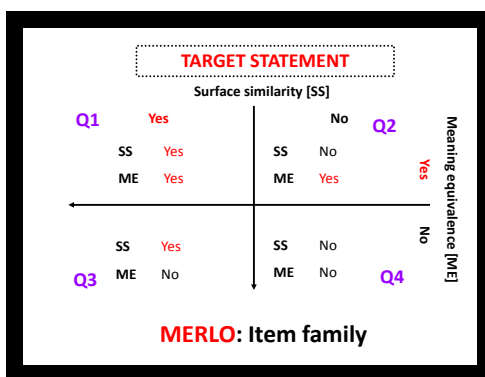 TARGET STATEMENT
Surface similarity [SS]
Q1 Yes No Q2
SS Yes SS No
ME Yes ME Yes
Meaning equivalence [ME]
Yes
No
SS Yes SS No
Q3 ME No ME No Q4
MERLO: Item family